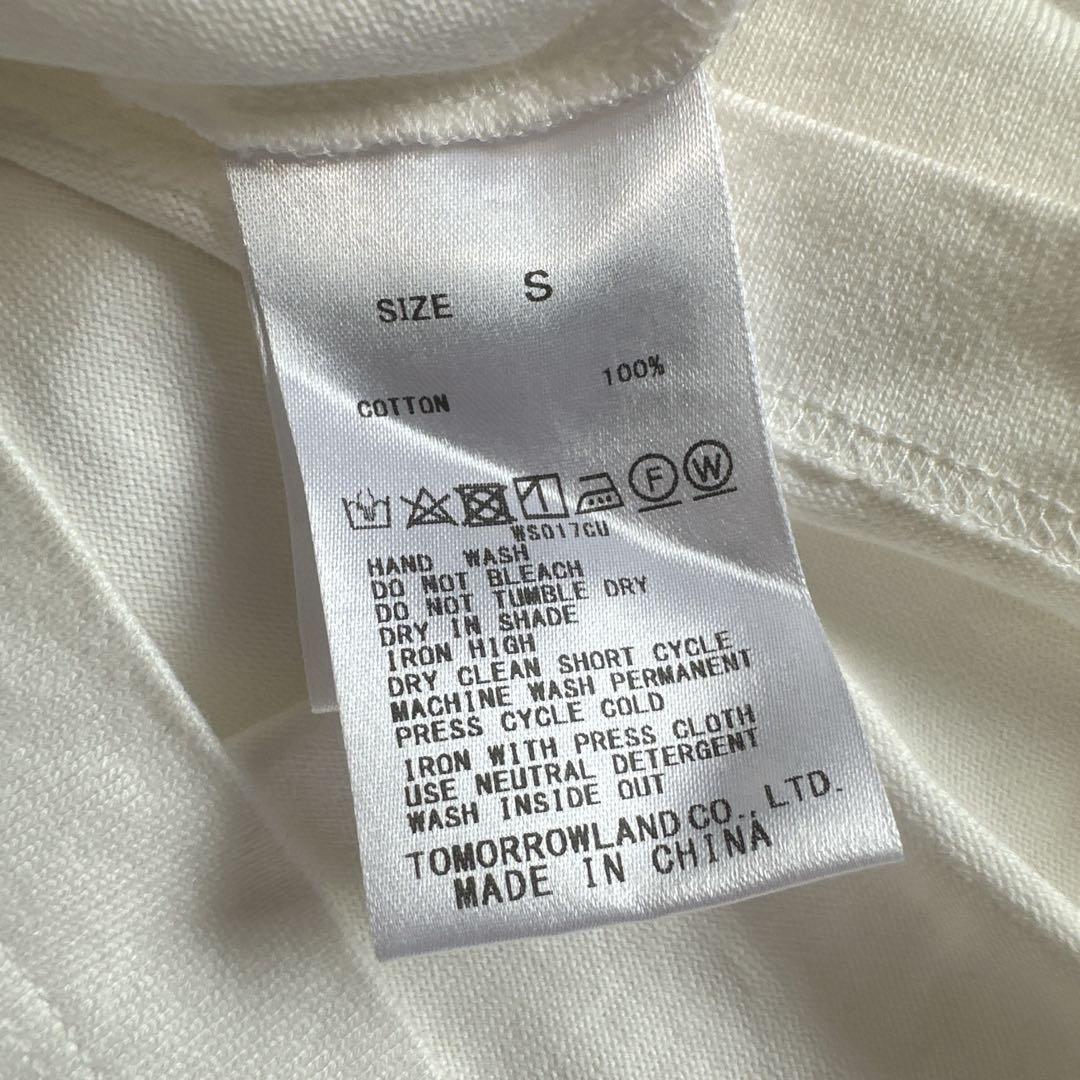 SIZE S
COTTON 100%
F W
WS017CU
HAND WASH
DO NOT BLEACH
DO NOT TUMBLE DRY
DRY IN SHADE
IRON HIGH
DRY CLEAN SHORT CYCLE
MACHINE WASH PERMANENT
PRESS CYCLE COLD
IRON WITH PRESS CLOTH
USE NEUTRAL DETERGENT
WASH INSIDE OUT
TOMORROWLAND CO., LTD.
MADE IN CHINA